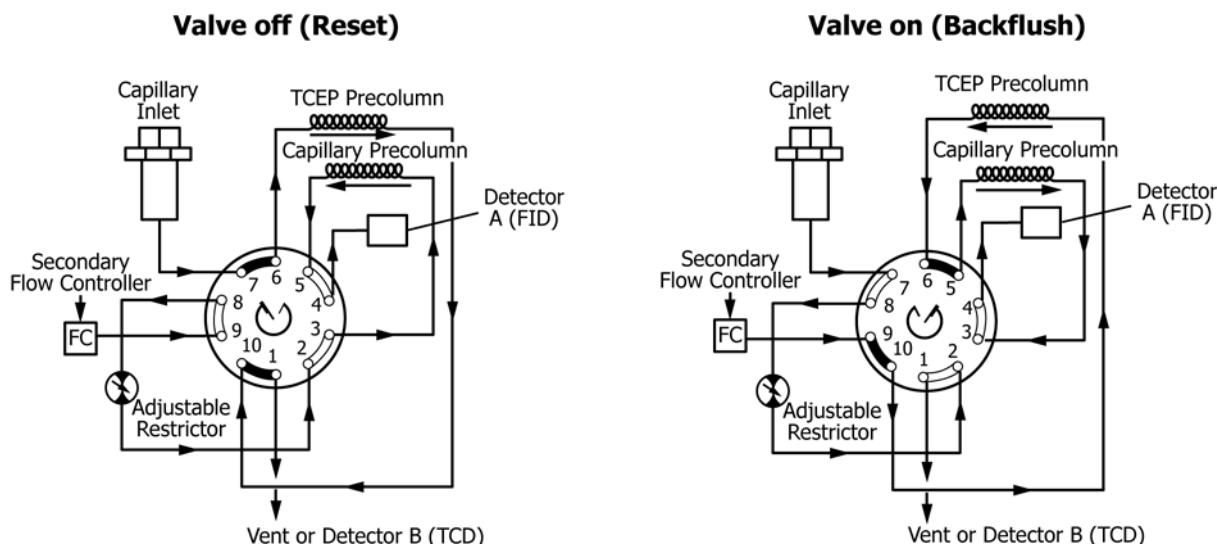 Valve off (Reset)
Capillary
Inlet
TCEP Precolumn
Capillary Precolumn
Detector
A (FID)
Secondary
Flow Controller
FC
7
6
5
4
3
2
1
10
9
8
Adjustable
Restrictor
Vent or Detector B (TCD)
Valve on (Backflush)
Capillary
Inlet
TCEP Precolumn
Capillary Precolumn
Detector
A (FID)
Secondary
Flow Controller
FC
7
6
5
4
3
2
1
10
9
8
Adjustable
Restrictor
Vent or Detector B (TCD)